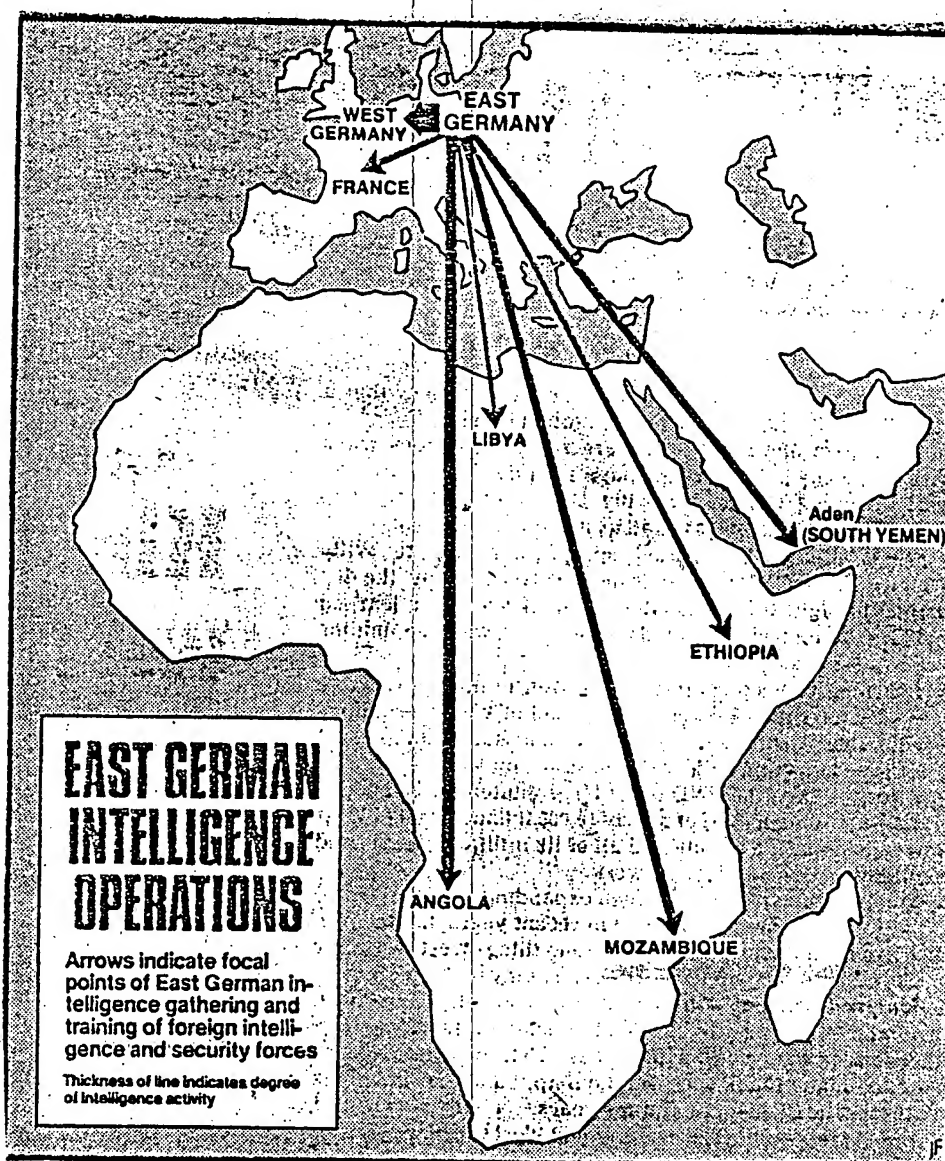 EAST
GERMANY
WEST
GERMANY
FRANCE
LIBYA
Aden
(SOUTH YEMEN)
ETHIOPIA
ANGOLA
MOZAMBIQUE
EAST GERMAN
INTELLIGENCE
OPERATIONS
Arrows indicate focal
points of East German in-
telligence gathering and
training of foreign intelli-
gence and security forces
Thickness of line indicates degree
of intelligence activity
JF